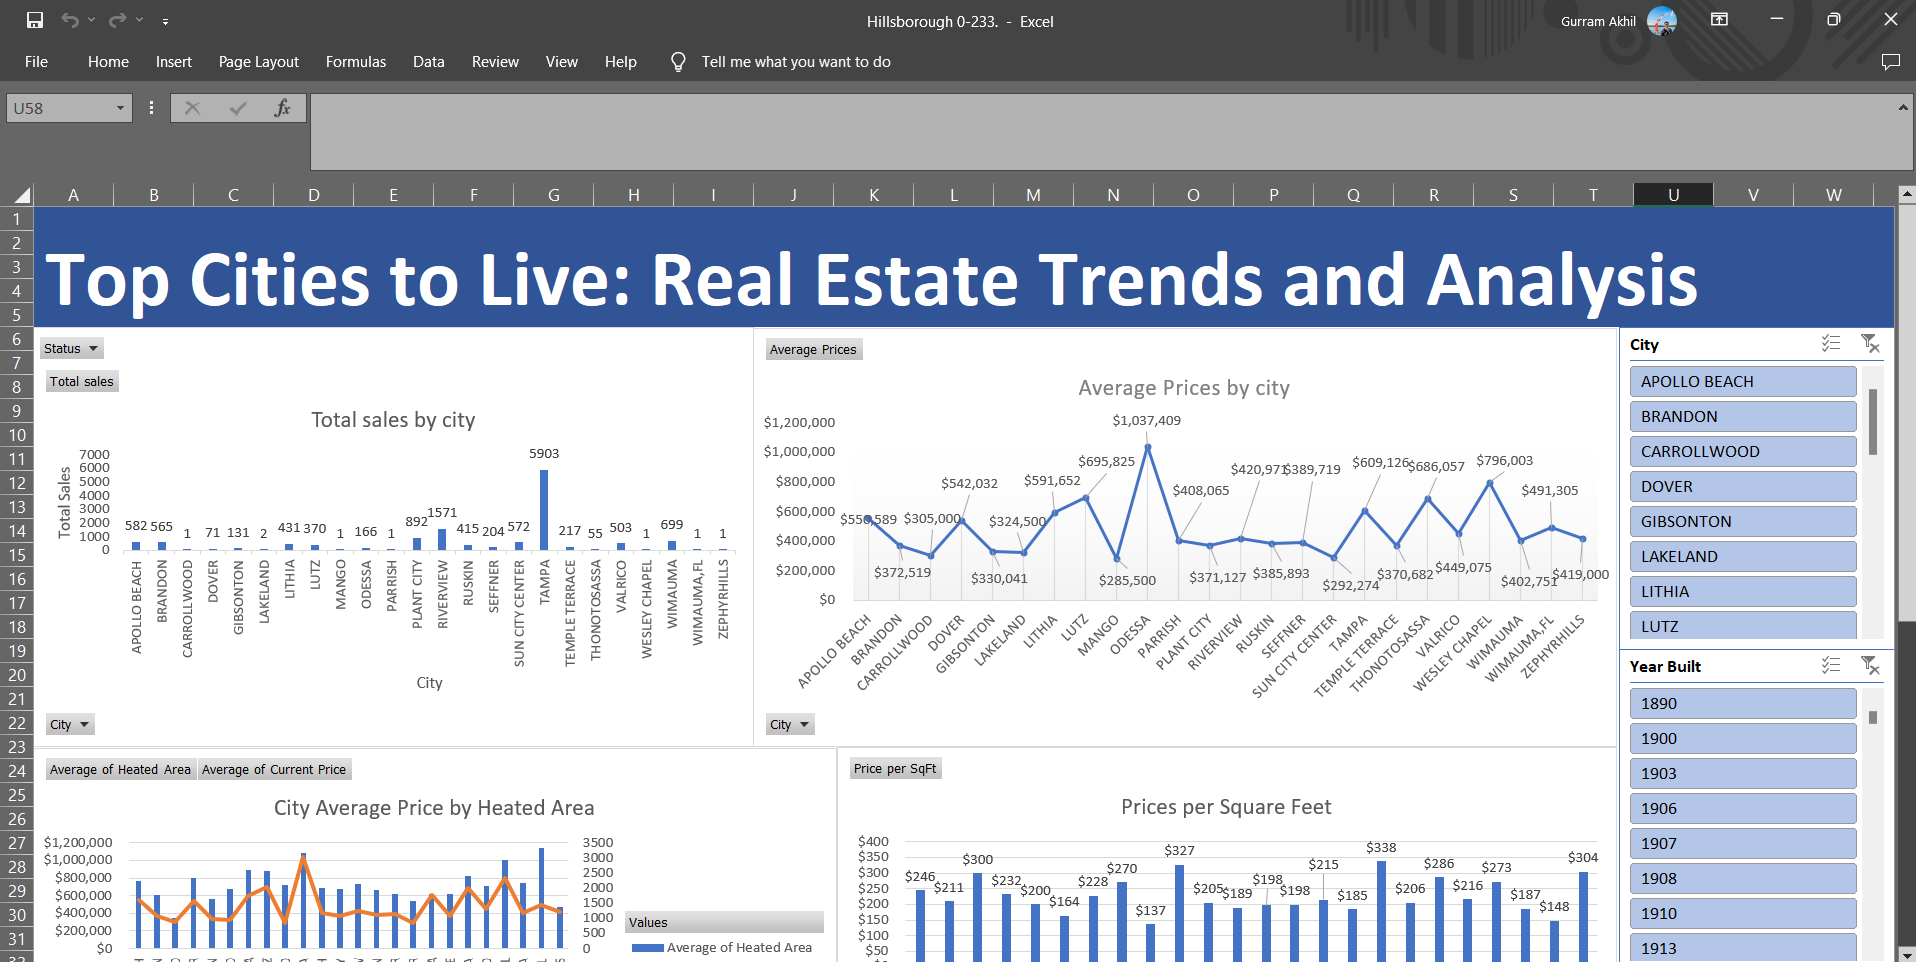 Hillsborough 0-233.  -  Excel
Gurram Akhil
File Home Insert Page Layout Formulas Data Review View Help Tell me what you want to do
U58
fx
A B C D E F G H I J K L M N O P Q R S T U V W
1
2
3
4
5
6
7
8
9
10
11
12
13
14
15
16
17
18
19
20
21
22
23
24
25
26
27
28
29
30
31
Top Cities to Live: Real Estate Trends and Analysis
Status
Total sales
Total sales by city
Total Sales
7000
6000
5000
4000
3000
2000
1000
0
582 565 1 71 131 2 431 370 1 166 1 892 1571 415 204 572 5903 217 55 503 1 699 1 1
APOLLO BEACH
BRANDON
CARROLLWOOD
DOVER
GIBSONTON
LAKELAND
LITHIA
LUTZ
MANGO
ODESSA
PARRISH
PLANT CITY
RIVERVIEW
RUSKIN
SEFFNER
SUN CITY CENTER
TAMPA
TEMPLE TERRACE
THONOTOSASSA
VALRICO
WESLEY CHAPEL
WIMAUMA
WIMAUMA,FL
ZEPHYRHILLS
City
City
Average Prices
Average Prices by city
$1,200,000
$1,000,000
$800,000
$600,000
$400,000
$200,000
$0
$372,519
$305,000
$542,032
$330,041
$324,500
$591,652
$695,825
$285,500
$1,037,409
$408,065
$371,127
$420,971
$385,893
$389,719
$292,274
$609,126
$370,682
$686,057
$449,075
$796,003
$402,751
$491,305
$419,000
APOLLO BEACH
BRANDON
CARROLLWOOD
DOVER
GIBSONTON
LAKELAND
LITHIA
LUTZ
MANGO
ODESSA
PARRISH
PLANT CITY
RIVERVIEW
RUSKIN
SEFFNER
SUN CITY CENTER
TAMPA
TEMPLE TERRACE
THONOTOSASSA
VALRICO
WESLEY CHAPEL
WIMAUMA
WIMAUMA,FL
ZEPHYRHILLS
City
City
APOLLO BEACH
BRANDON
CARROLLWOOD
DOVER
GIBSONTON
LAKELAND
LITHIA
LUTZ
Year Built
1890
1900
1903
1906
1907
1908
1910
1913
Average of Heated Area Average of Current Price
City Average Price by Heated Area
$1,200,000
$1,000,000
$800,000
$600,000
$400,000
$200,000
$0
3500
3000
2500
2000
1500
1000
500
0
Values
Average of Heated Area
Price per SqFt
Prices per Square Feet
$400
$350
$300
$250
$200
$150
$100
$50
$246 $211 $300 $232 $200 $164 $228 $270 $137 $327 $205 $189 $198 $198 $215 $185 $338 $206 $286 $216 $273 $187 $148 $304